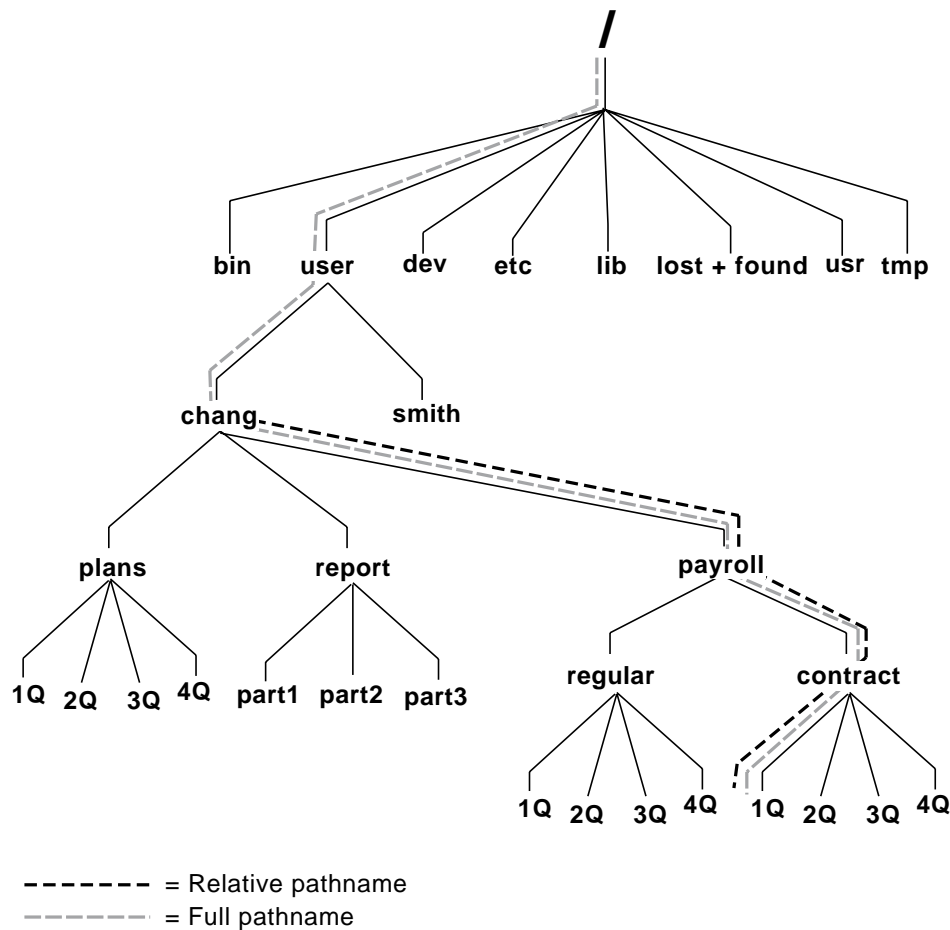 /
bin user dev etc lib lost + found usr tmp
chang smith
plans report payroll
1Q 2Q 3Q 4Q part1 part2 part3 regular contract
1Q 2Q 3Q 4Q 1Q 2Q 3Q 4Q
= Relative pathname
= Full pathname